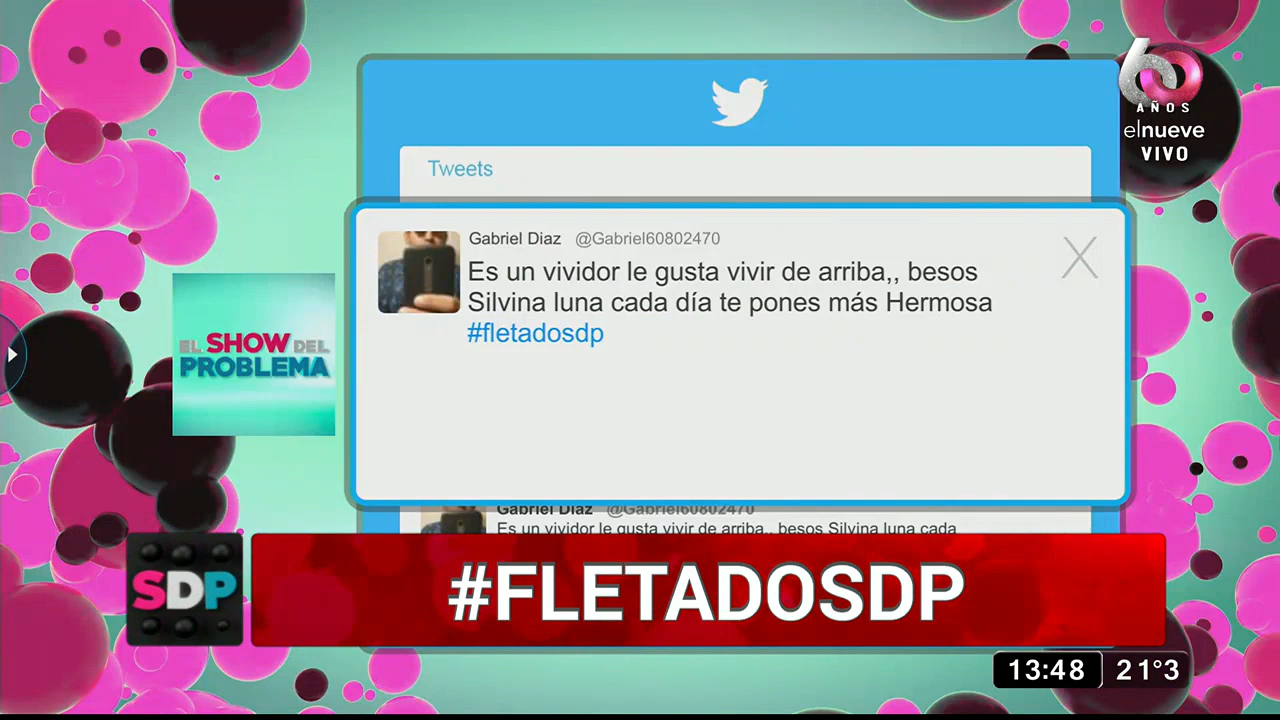 60
AÑOS
elnueve
VIVO
Tweets
Gabriel Diaz @Gabriel60802470
Es un vividor le gusta vivir de arriba,, besos
Silvina luna cada día te pones más Hermosa
#fletadosdp
EL SHOW DEL
PROBLEMA
Gabriel Diaz @Gabriel60802470
Es un vividor le gusta vivir de arriba,, besos Silvina luna cada
SDP
#FLETADOSDP
13:48 21°3